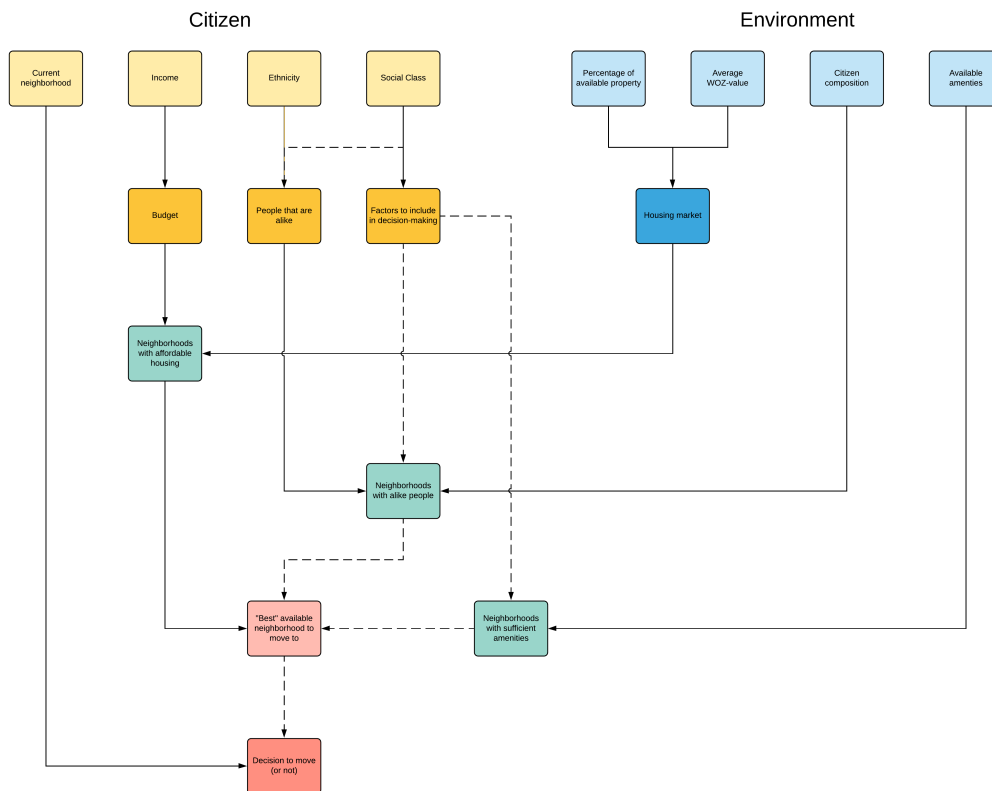 Citizen
Environment
Current
neighborhood
Income
Ethnicity
Social Class
Percentage of
available property
Average
WOZ-value
Citizen
composition
Available
amenties
Budget
People that are
alike
Factors to include
in decision-making
Housing market
Neighborhoods
with affordable
housing
Neighborhoods
with alike people
"Best" available
neighborhood to
move to
Neighborhoods
with sufficient
amenities
Decision to move
(or not)